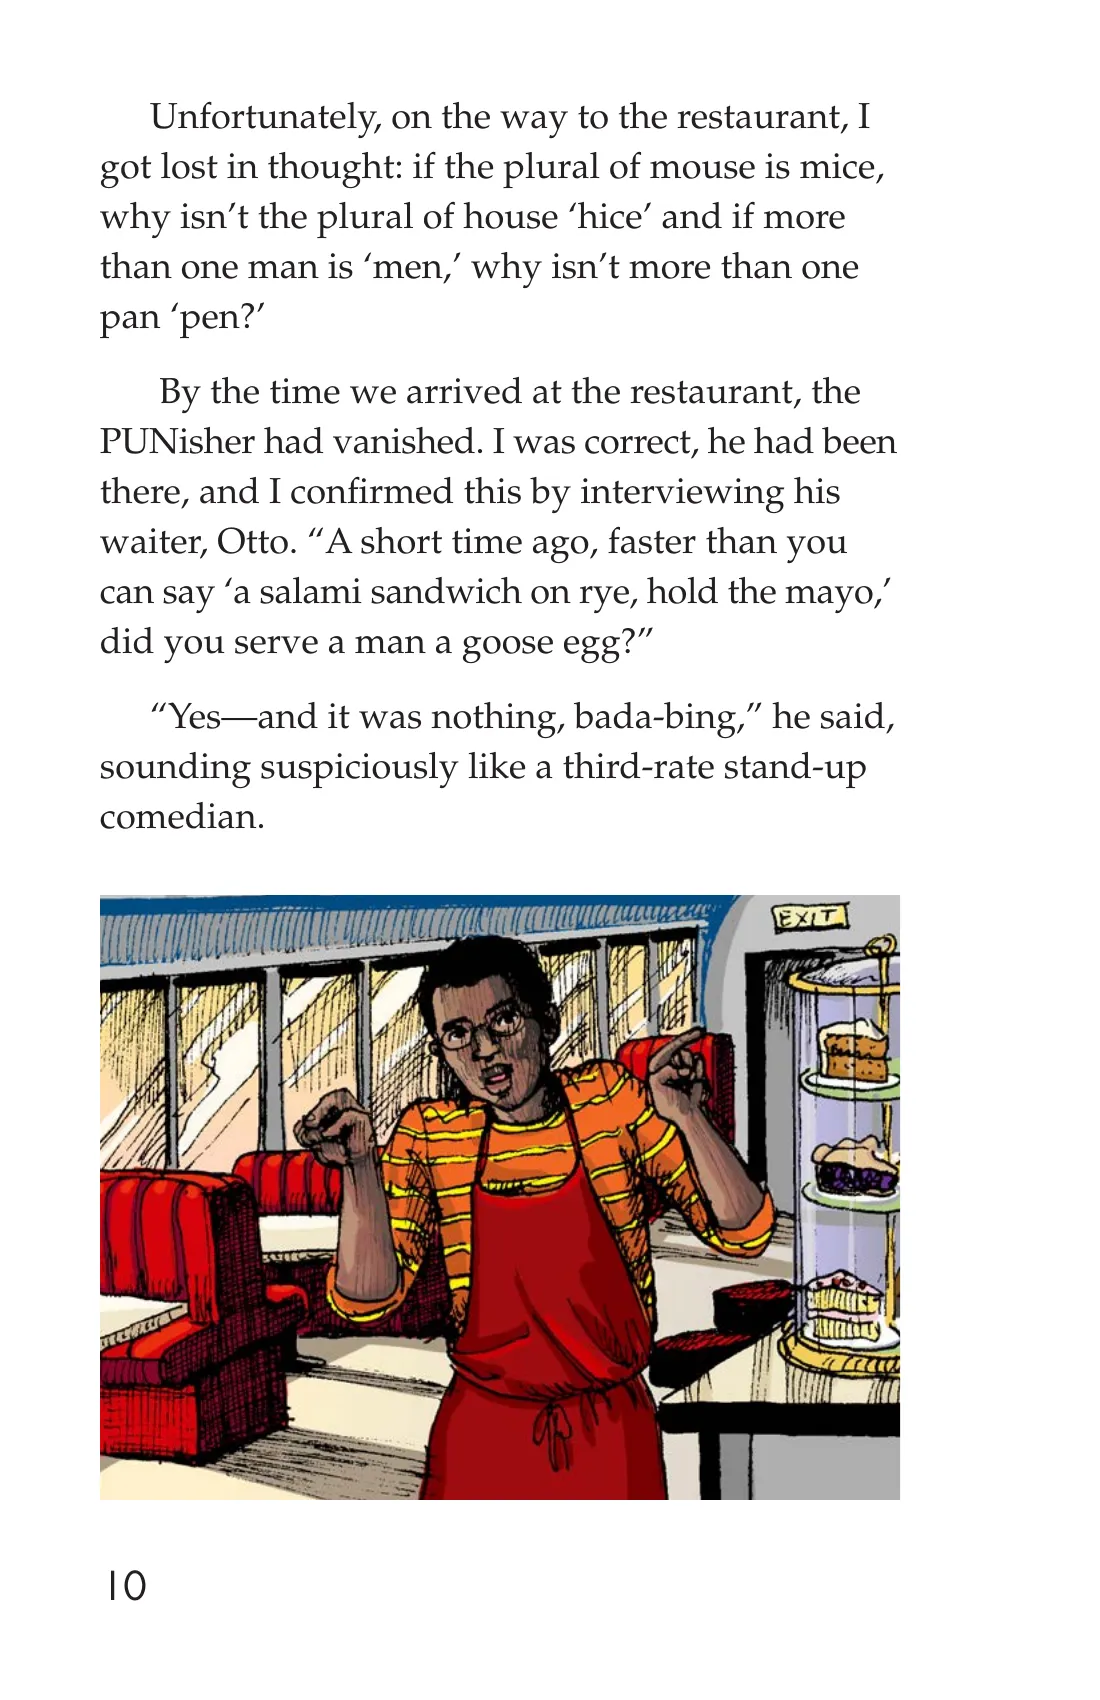 Unfortunately, on the way to the restaurant, I
got lost in thought: if the plural of mouse is mice,
why isn’t the plural of house ‘hice’ and if more
than one man is ‘men,’ why isn’t more than one
pan ‘pen?’
By the time we arrived at the restaurant, the
PUNisher had vanished. I was correct, he had been
there, and I confirmed this by interviewing his
waiter, Otto. “A short time ago, faster than you
can say ‘a salami sandwich on rye, hold the mayo,’
did you serve a man a goose egg?”
“Yes—and it was nothing, bada-bing,” he said,
sounding suspiciously like a third-rate stand-up
comedian.
EXIT
10